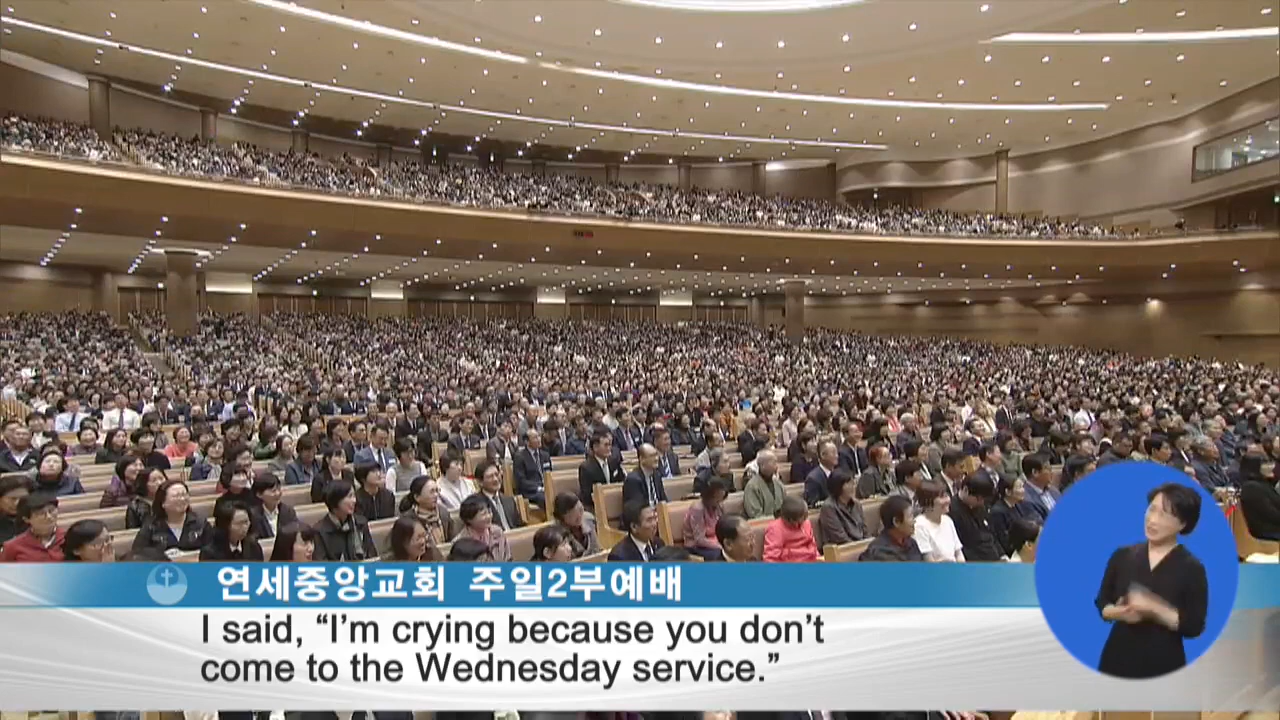 연세중앙교회 주일2부예배
I said, “I’m crying because you don’t
come to the Wednesday service.”